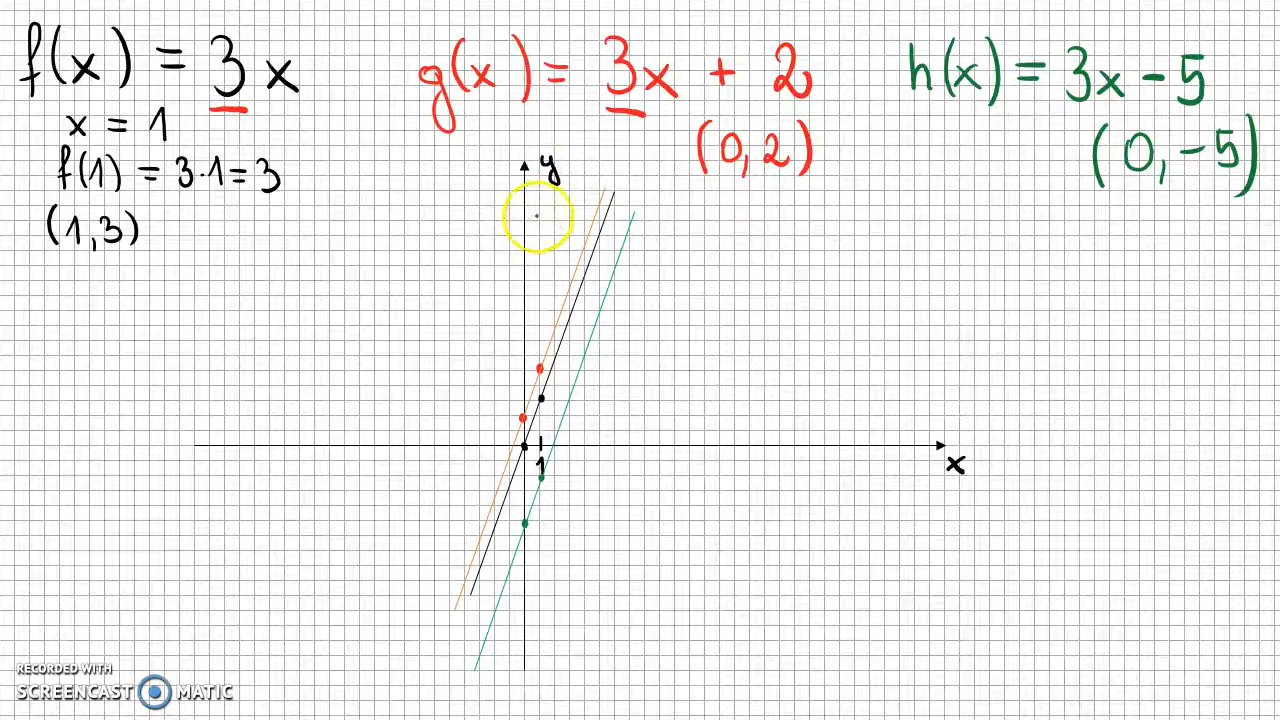 f(x) = 3x
x = 1
f(1) = 3·1 = 3
(1,3)
g(x) = 3x + 2
(0,2)
h(x) = 3x - 5
(0,-5)
y
1
x
RECORDED WITH
SCREENCAST MATIC